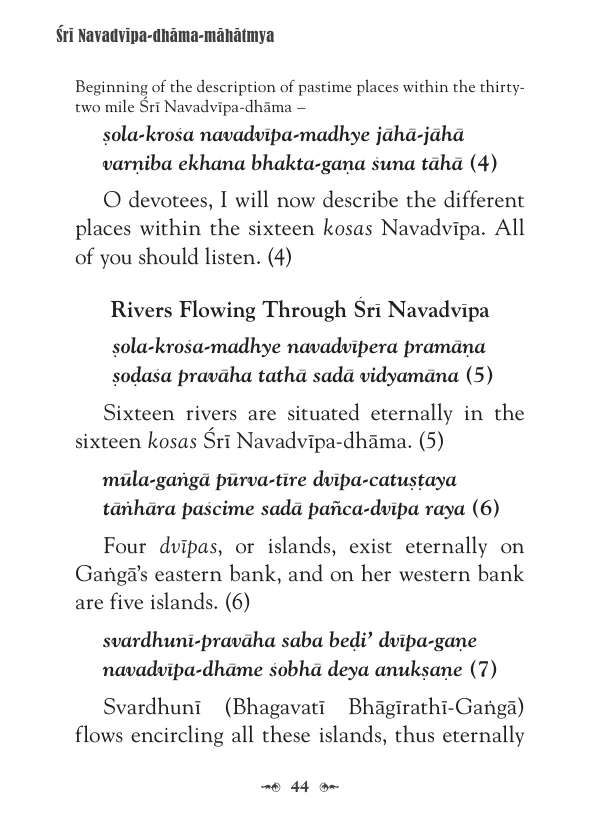 Śrī Navadvīpa-dhāma-māhātmya
Beginning of the description of pastime places within the thirty-
two mile Śrī Navadvīpa-dhāma –
ṣola-krośa navadvīpa-madhye jāhā-jāhā
varṇiba ekhana bhakta-gaṇa śuna tāhā (4)
O devotees, I will now describe the different
places within the sixteen kosas Navadvīpa. All
of you should listen. (4)
Rivers Flowing Through Śrī Navadvīpa
ṣola-krośa-madhye navadvīpera pramāṇa
ṣoḍaśa pravāha tathā sadā vidyamāna (5)
Sixteen rivers are situated eternally in the
sixteen kosas Śrī Navadvīpa-dhāma. (5)
mūla-gaṅgā pūrva-tīre dvīpa-catuṣṭaya
tāṅhāra paścime sadā pañca-dvīpa raya (6)
Four dvīpas, or islands, exist eternally on
Gaṅgā’s eastern bank, and on her western bank
are five islands. (6)
svardhunī-pravāha saba beḍi’ dvīpa-gaṇe
navadvīpa-dhāme śobhā deya anukṣaṇe (7)
Svardhunī (Bhagavatī Bhāgīrathī-Gaṅgā)
flows encircling all these islands, thus eternally
44